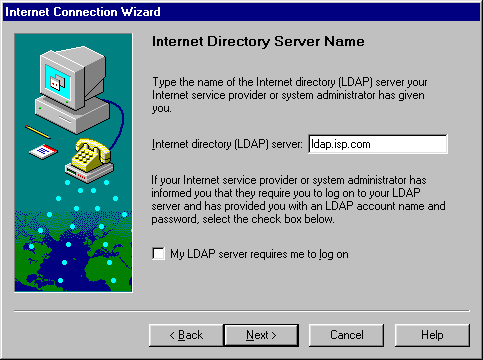 Internet Connection Wizard
Internet Directory Server Name
Type the name of the Internet directory (LDAP) server your
Internet service provider or system administrator has given
you.
Internet directory (LDAP) server: ldap.isp.com
If your Internet service provider or system administrator has
informed you that they require you to log on to your LDAP
server and has provided you with an LDAP account name and
password, select the check box below.
My LDAP server requires me to log on
< Back Next > Cancel Help